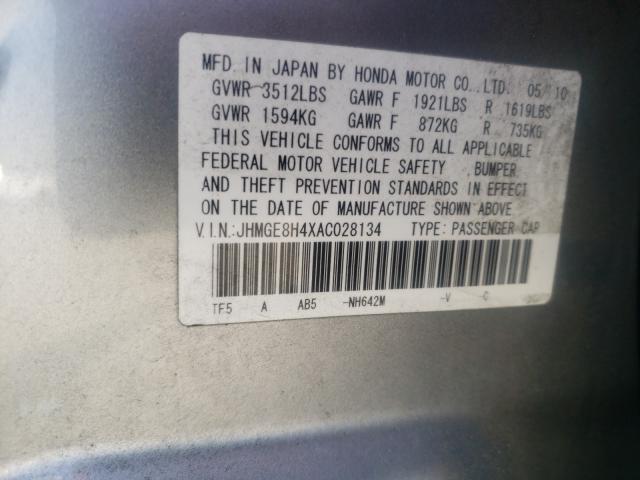 MFD. IN JAPAN BY HONDA MOTOR CO., LTD. 05 10
GVWR 3512LBS GAWR F 1921LBS R 1619LBS
GVWR 1594KG GAWR F 872KG R 735KG
THIS VEHICLE CONFORMS TO ALL APPLICABLE
FEDERAL MOTOR VEHICLE SAFETY ,BUMPER,
AND THEFT PREVENTION STANDARDS IN EFFECT
ON THE DATE OF MANUFACTURE SHOWN ABOVE.
V.I.N.:JHMGE8H4XAC028134 TYPE: PASSENGER CAR
TF5 A AB5 -NH642M -V -C